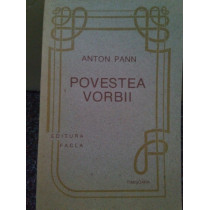 ANTON PANN
POVESTEA
VORBII
EDITURA
FACLA